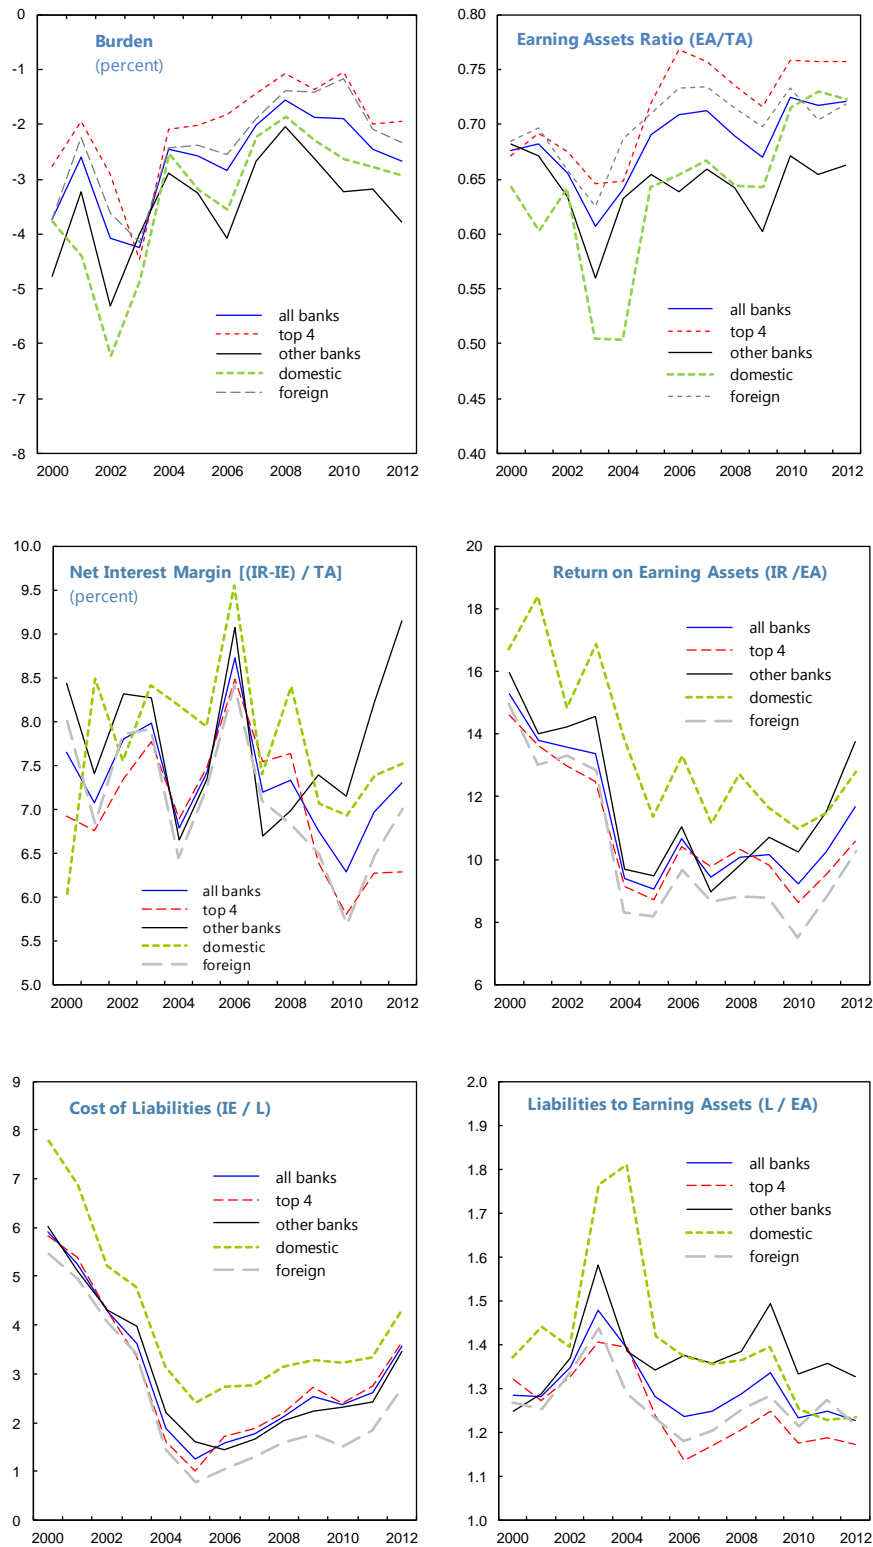 Burden
(percent)
0
-1
-2
-3
-4
-5
-6
-7
-8
all banks
top 4
other banks
domestic
foreign
2000 2002 2004 2006 2008 2010 2012
Earning Assets Ratio (EA/TA)
0.80
0.75
0.70
0.65
0.60
0.55
0.50
0.45
0.40
all banks
top 4
other banks
domestic
foreign
2000 2002 2004 2006 2008 2010 2012
Net Interest Margin [(IR-IE) / TA]
(percent)
10.0
9.5
9.0
8.5
8.0
7.5
7.0
6.5
6.0
5.5
5.0
all banks
top 4
other banks
domestic
foreign
2000 2002 2004 2006 2008 2010 2012
Return on Earning Assets (IR /EA)
20
18
16
14
12
10
8
6
all banks
top 4
other banks
domestic
foreign
2000 2002 2004 2006 2008 2010 2012
Cost of Liabilities (IE / L)
9
8
7
6
5
4
3
2
1
0
all banks
top 4
other banks
domestic
foreign
2000 2002 2004 2006 2008 2010 2012
Liabilities to Earning Assets (L / EA)
2.0
1.9
1.8
1.7
1.6
1.5
1.4
1.3
1.2
1.1
1.0
all banks
top 4
other banks
domestic
foreign
2000 2002 2004 2006 2008 2010 2012